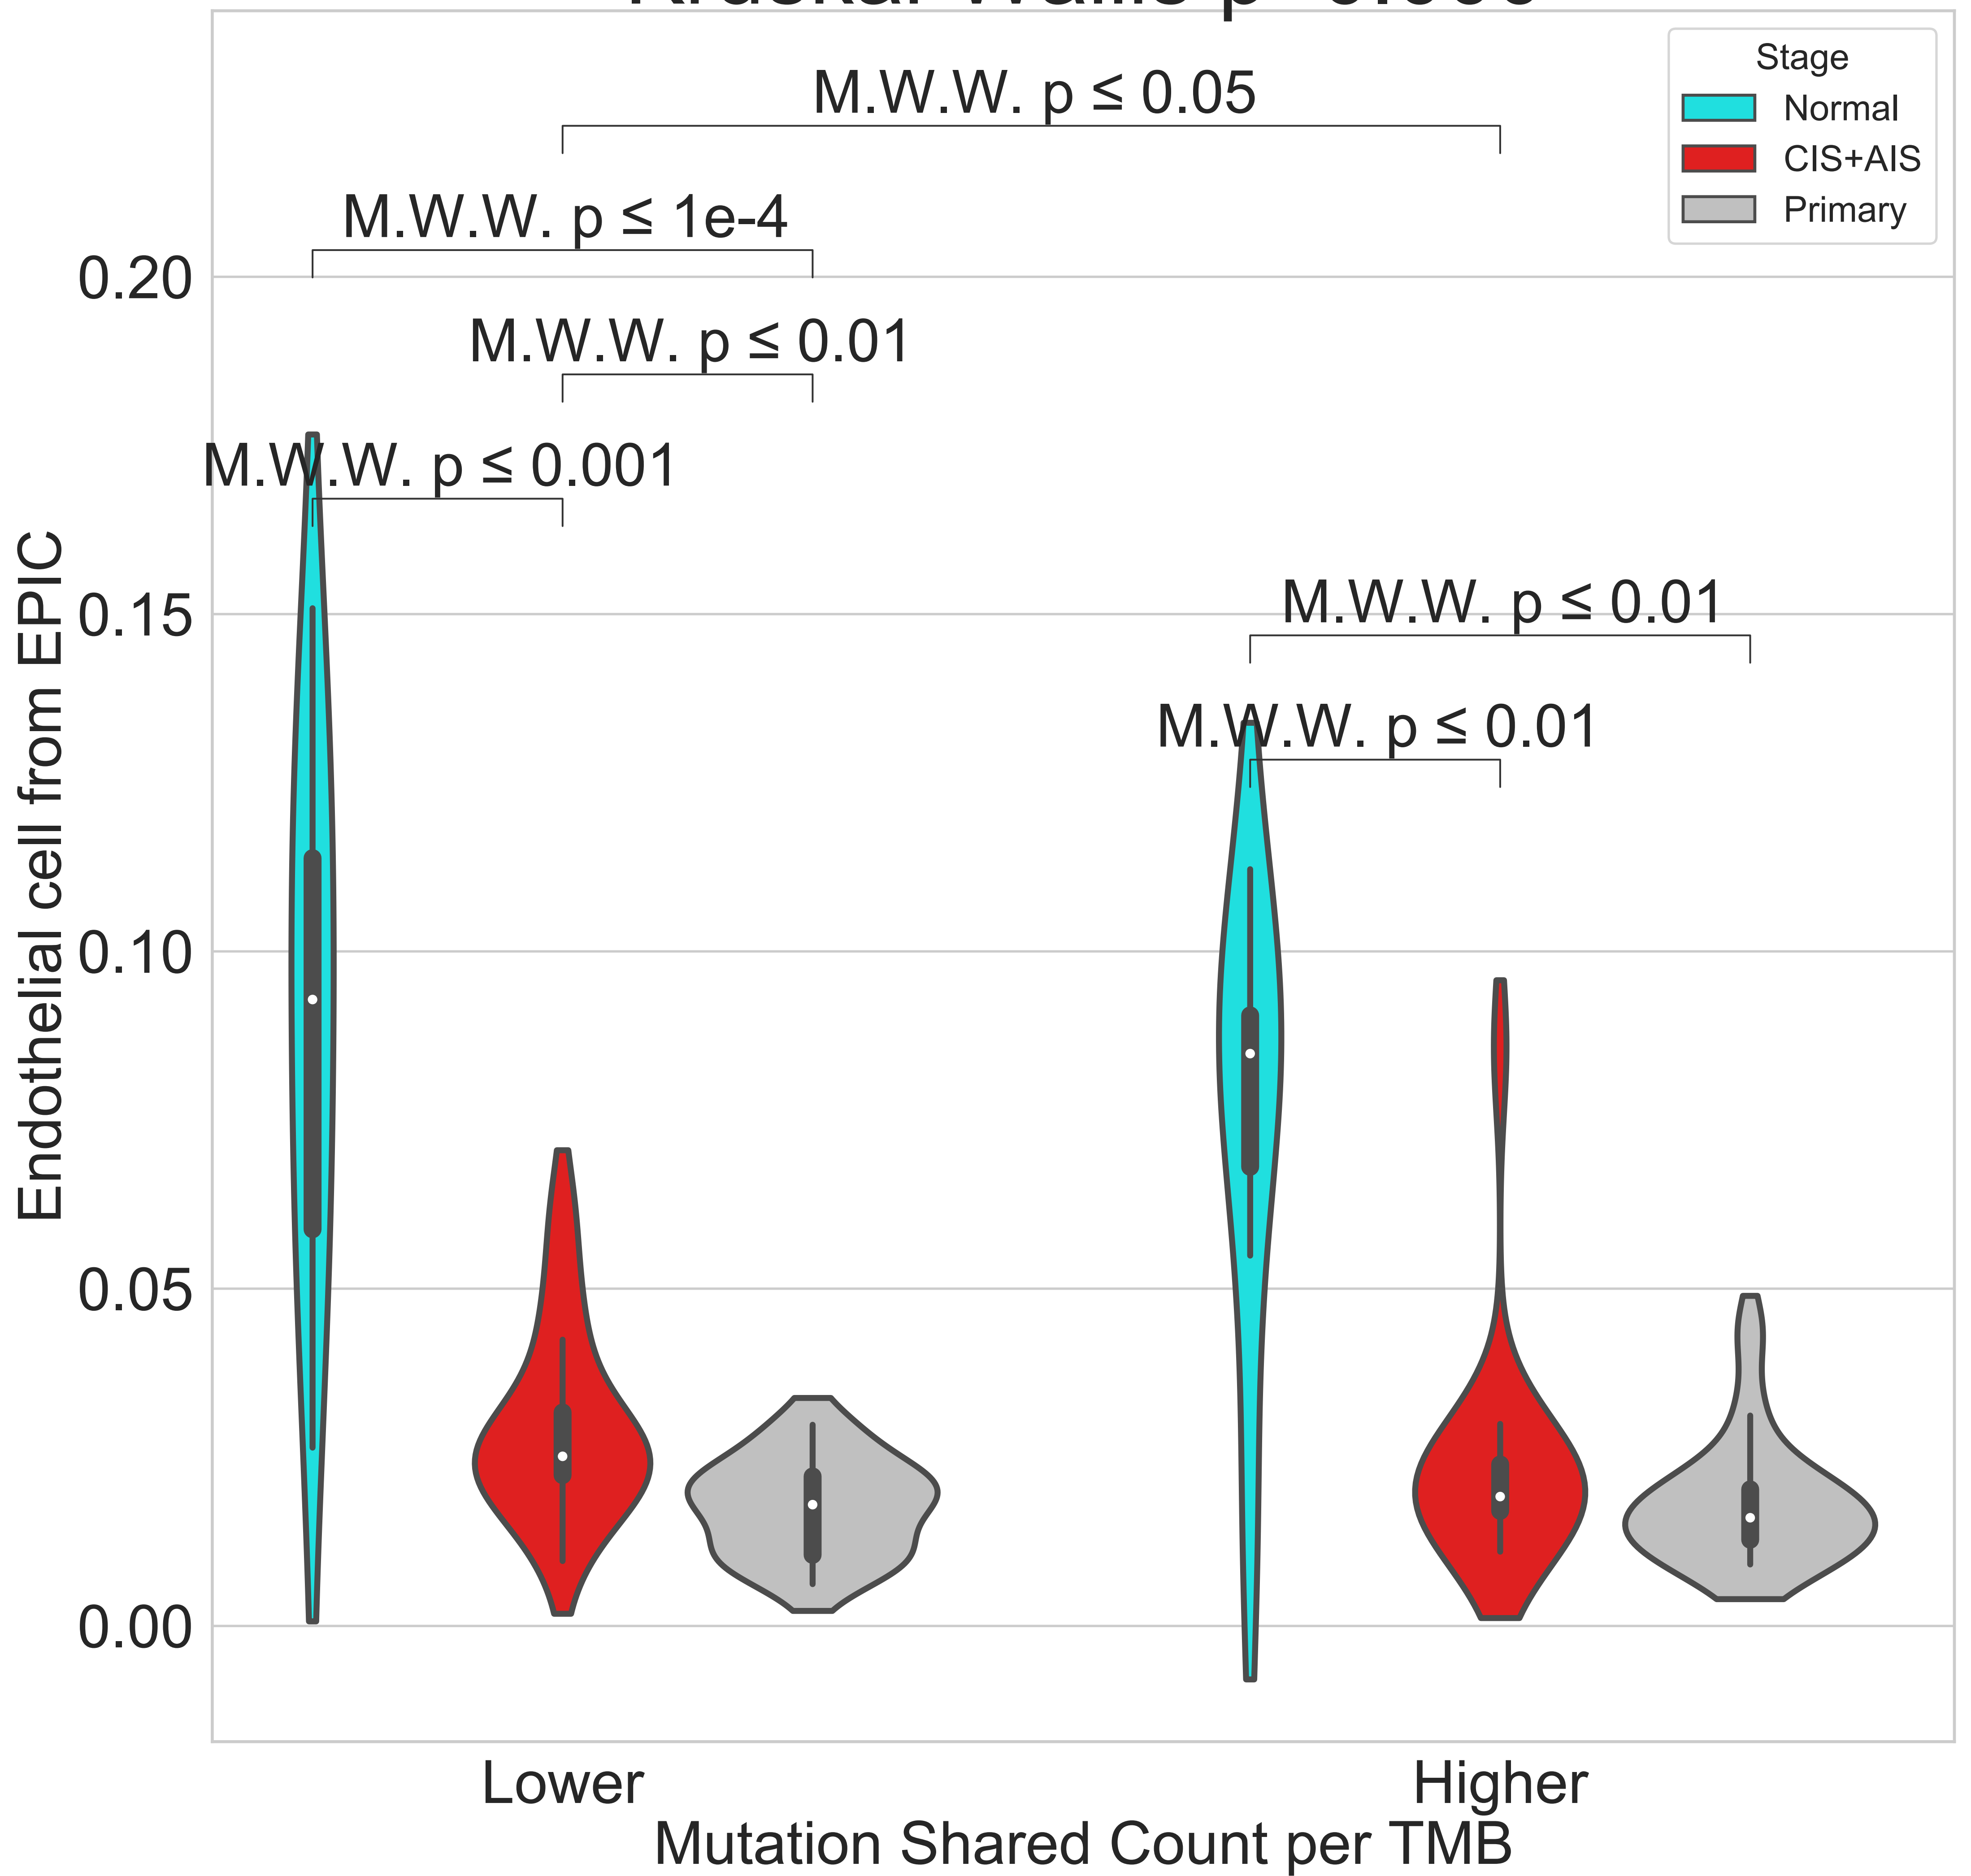 Stage
Normal
CIS+AIS
Primary
M.W.W. p ≤ 0.05
M.W.W. p ≤ 1e-4
M.W.W. p ≤ 0.01
M.W.W. p ≤ 0.001
M.W.W. p ≤ 0.01
M.W.W. p ≤ 0.01
Endothelial cell from EPIC
0.20
0.15
0.10
0.05
0.00
Lower
Higher
Mutation Shared Count per TMB